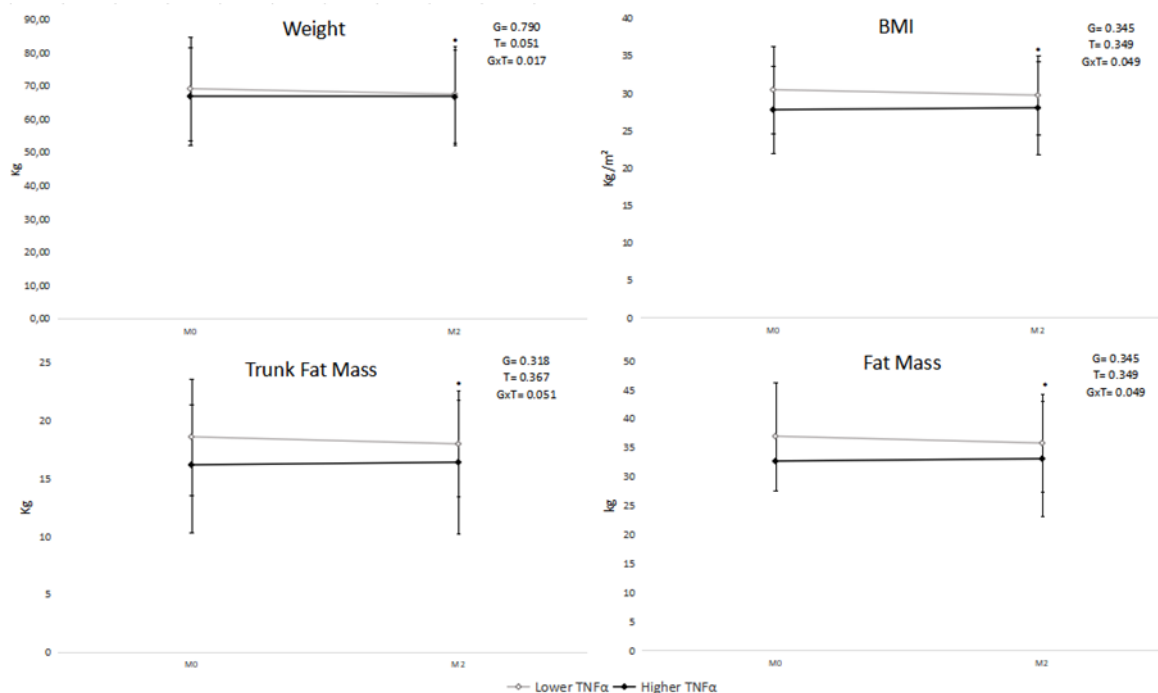 Weight
G= 0.790
T= 0.051
GxT= 0.017
90,00
80,00
70,00
60,00
50,00
40,00
30,00
20,00
10,00
0,00
Kg
M0
M2
BMI
G= 0.345
T= 0.349
GxT= 0.049
40
35
30
25
20
15
10
5
0
Kg/m²
M0
M2
Trunk Fat Mass
G= 0.318
T= 0.367
GxT= 0.051
25
20
15
10
5
0
Kg
M0
M2
Fat Mass
G= 0.345
T= 0.349
GxT= 0.049
50
45
40
35
30
25
20
15
10
5
0
kg
M0
M2
Lower TNFα Higher TNFα